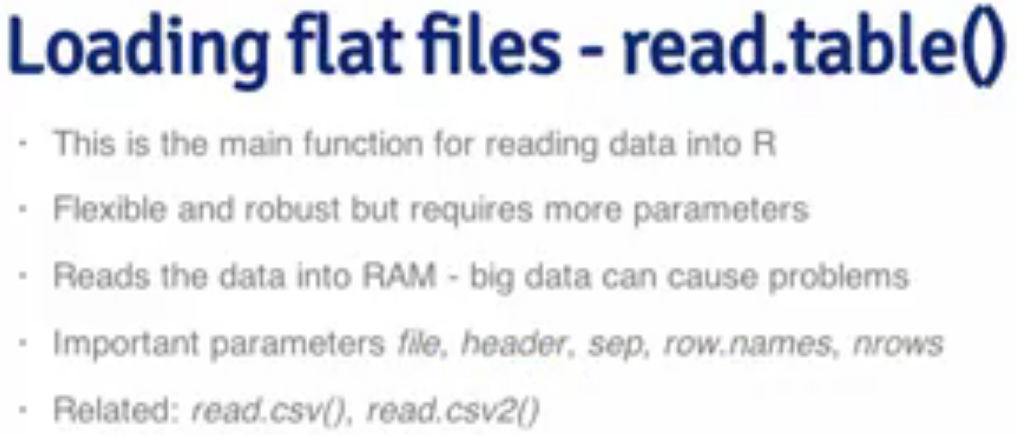 Loading flat files - read.table()
· This is the main function for reading data into R
· Flexible and robust but requires more parameters
· Reads the data into RAM - big data can cause problems
· Important parameters file, header, sep, row.names, nrows
· Related: read.csv(), read.csv2()